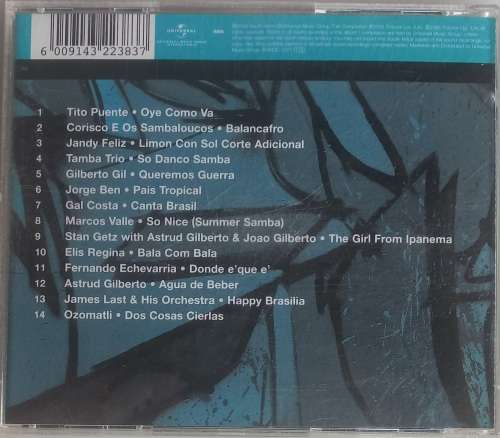 6 009143 223837
UNIVERSAL
1 Tito Puente • Oye Como Va
2 Corisco E Os Sambaloucos • Balancafro
3 Jandy Feliz • Limon Con Sol Corte Adicional
4 Tamba Trio • So Danco Samba
5 Gilberto Gil • Queremos Guerra
6 Jorge Ben • Pais Tropical
7 Gal Costa • Canta Brasil
8 Marcos Valle • So Nice (Summer Samba)
9 Stan Getz with Astrud Gilberto & Joao Gilberto • The Girl From Ipanema
10 Elis Regina • Bala Com Bala
11 Fernando Echevarria • Donde e'que e'
12 Astrud Gilberto • Agua de Beber
13 James Last & His Orchestra • Happy Brasilia
14 Ozomatli • Dos Cosas Cierlas